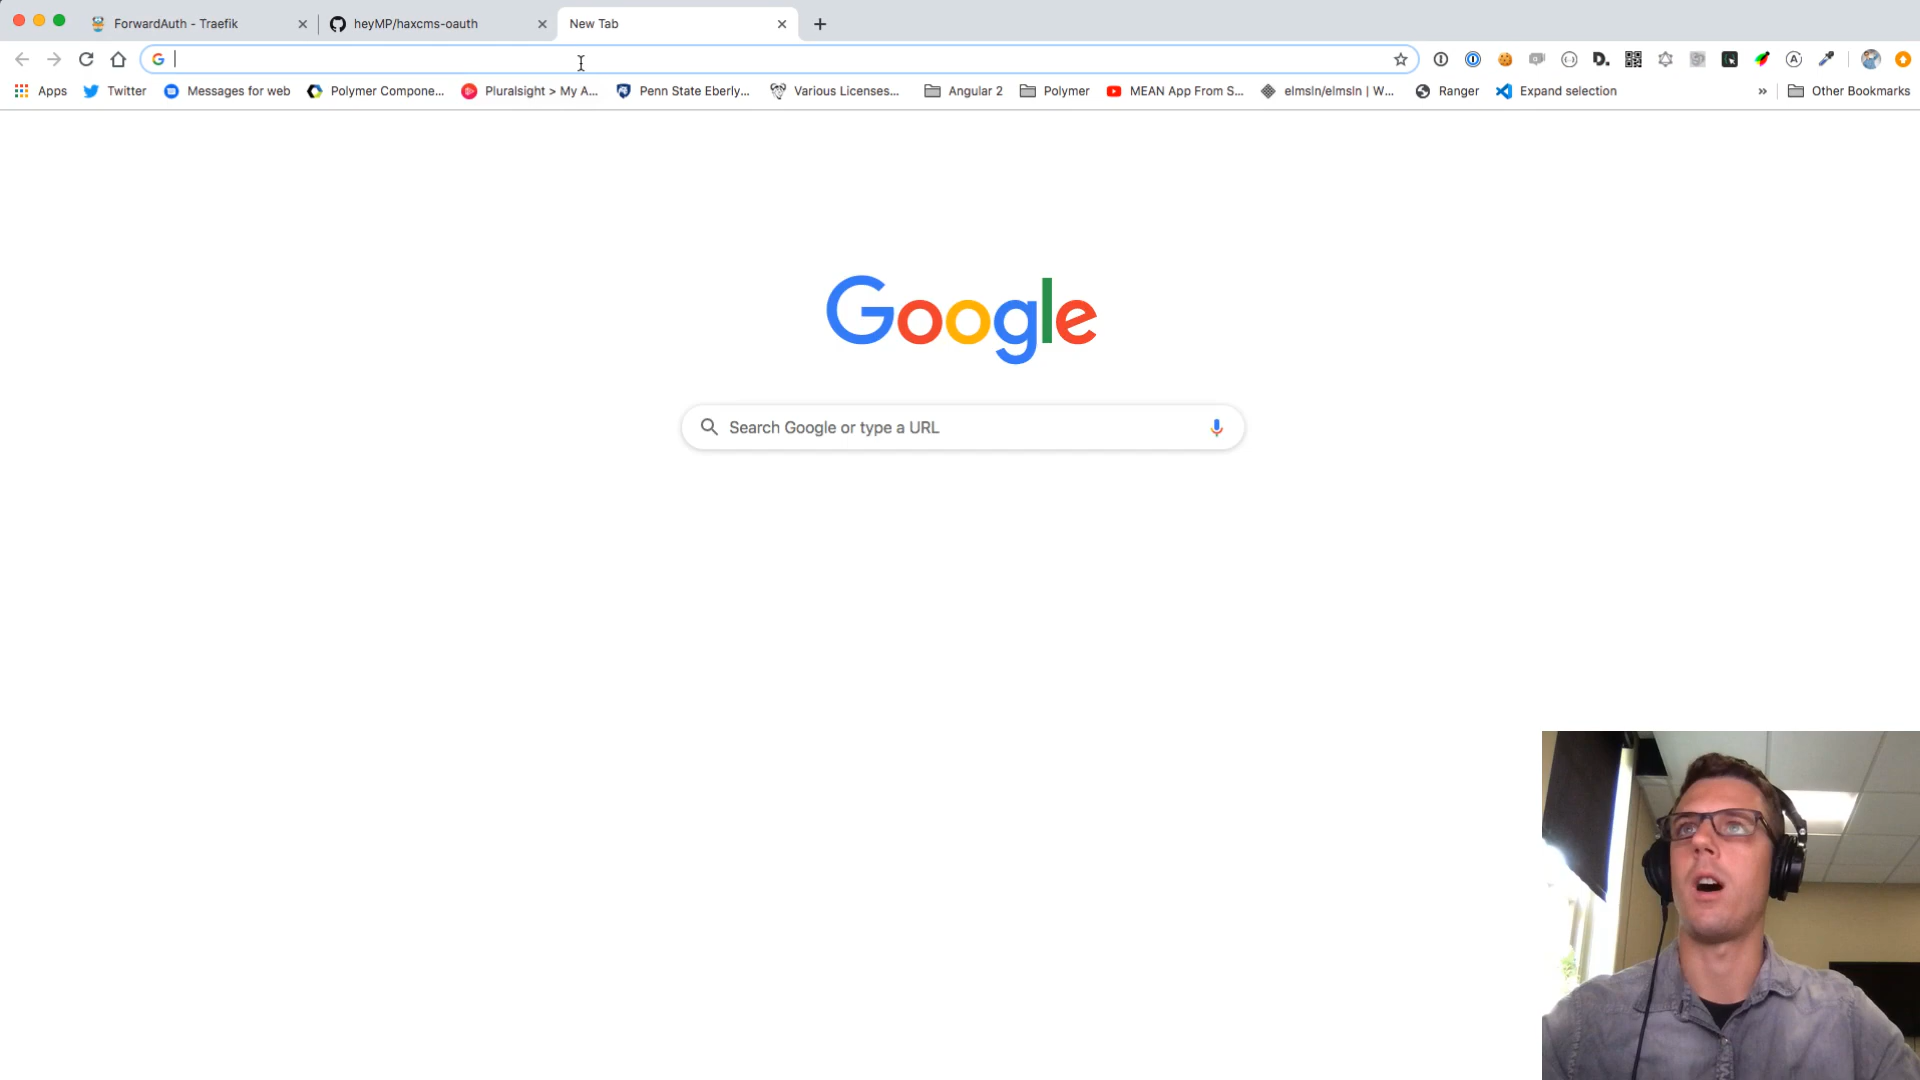 ForwardAuth - Traefik
heyMP/haxcms-oauth
New Tab
Apps
Twitter
Messages for web
Polymer Compone...
Pluralsight > My A...
Penn State Eberly...
Various Licenses...
Angular 2
Polymer
MEAN App From S...
elmsln/elmsln | W...
Ranger
Expand selection
»
Other Bookmarks
Google
Search Google or type a URL